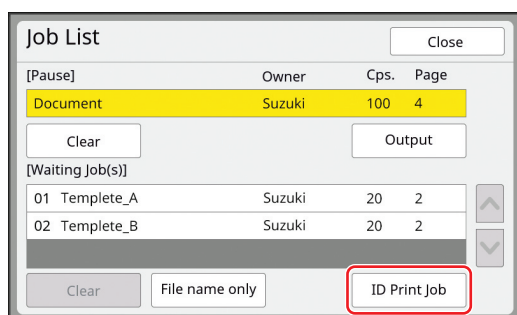 Job List Close
[Pause] Owner Cps. Page
Document Suzuki 100 4
Clear Output
[Waiting Job(s)]
01 Templete_A Suzuki 20 2
02 Templete_B Suzuki 20 2
Clear File name only ID Print Job